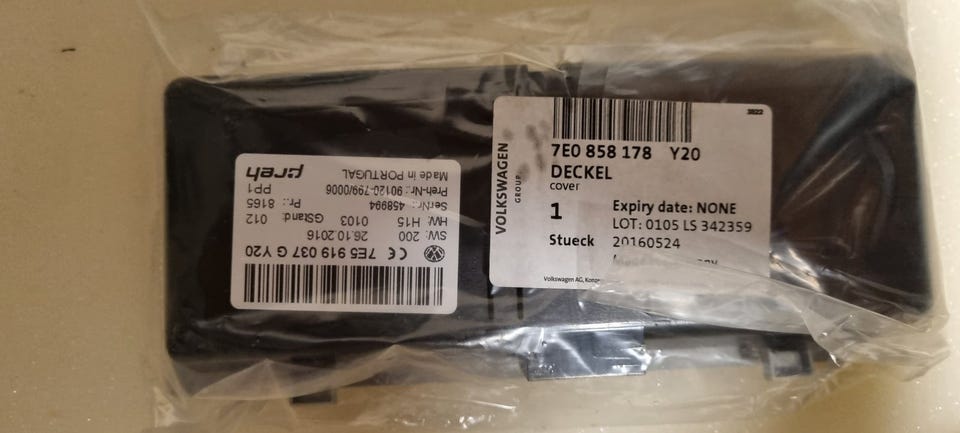 preh
Made in PORTUGAL
Preh-Nr.: 90120-799/0006
SerNr.: 458994 Pr.: 8165 PP1
HW: H15 0103 GStand: 012
SW: 200 26.10.2016
CE 7E5 919 037 G Y20
VOLKSWAGEN
GROUP
3822
7E0 858 178 Y20
DECKEL
cover
1
Stueck
Expiry date: NONE
LOT: 0105 LS 342359
20160524
Volkswagen AG,